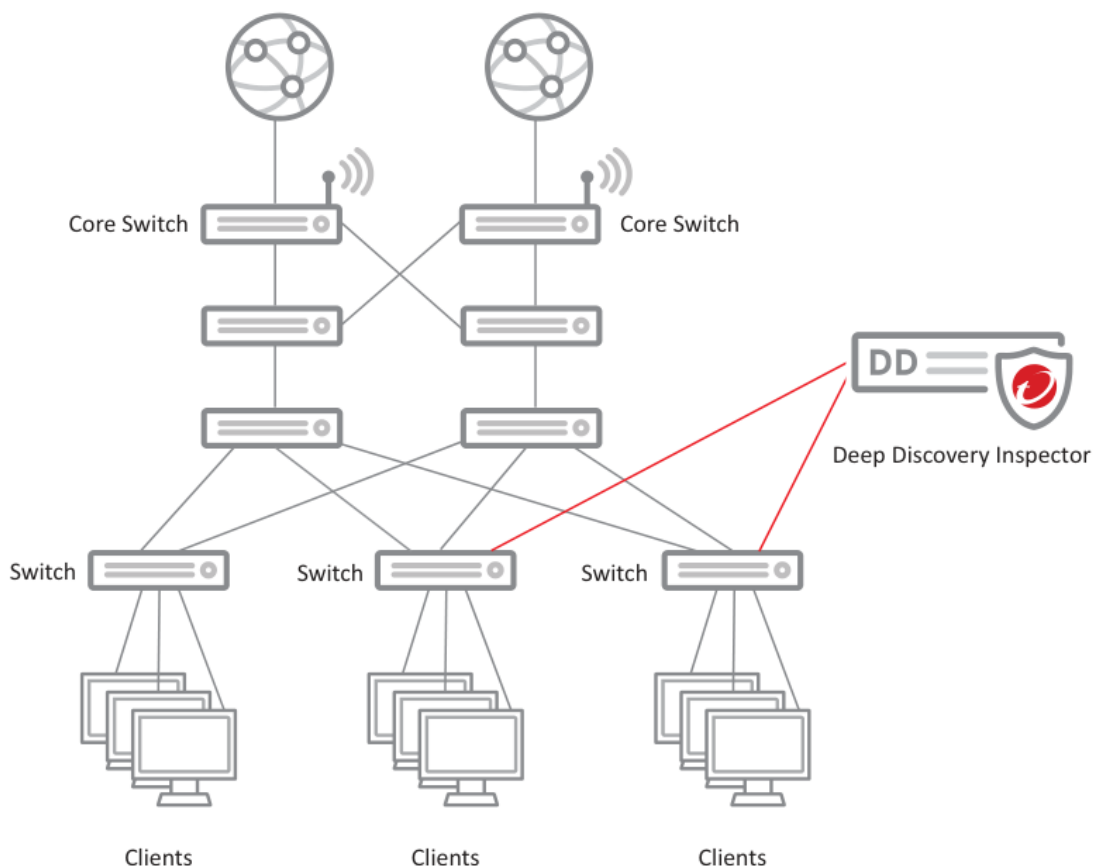 Core Switch
Core Switch
DD
Deep Discovery Inspector
Switch
Switch
Switch
Clients
Clients
Clients